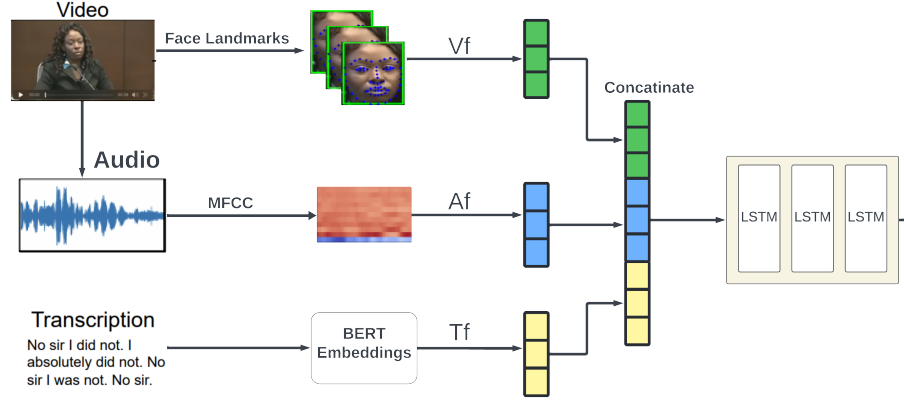 Video
Face Landmarks
Vf
Concatinate
Audio
MFCC
Af
LSTM
LSTM
LSTM
Transcription
No sir I did not. I
absolutely did not. No
sir I was not. No sir.
BERT
Embeddings
Tf